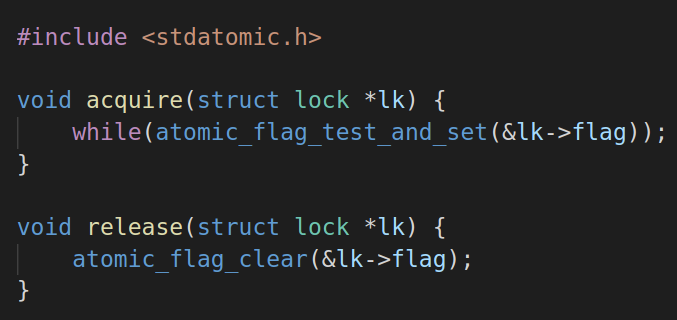 #include <stdatomic.h>
void acquire(struct lock *lk) {
    while(atomic_flag_test_and_set(&lk->flag));
}
void release(struct lock *lk) {
    atomic_flag_clear(&lk->flag);
}